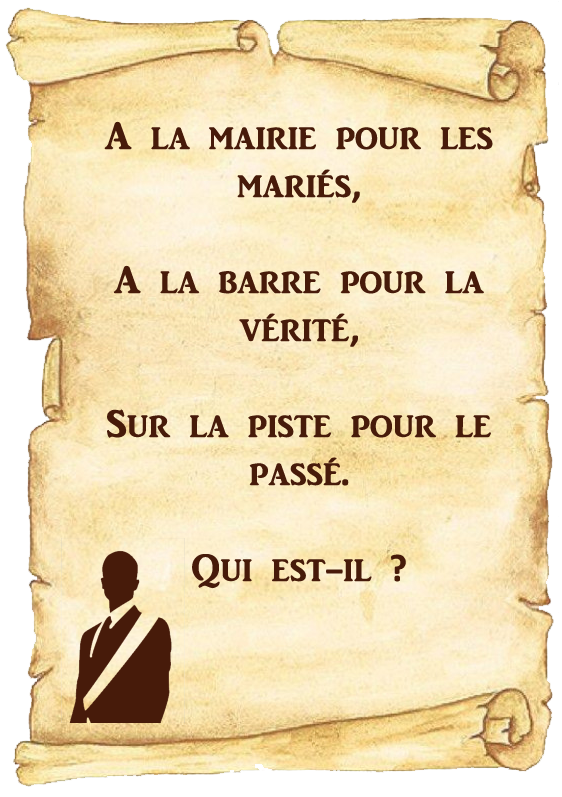 A la mairie pour les
mariés,
A la barre pour la
vérité,
Sur la piste pour le
passé.
Qui est-il ?